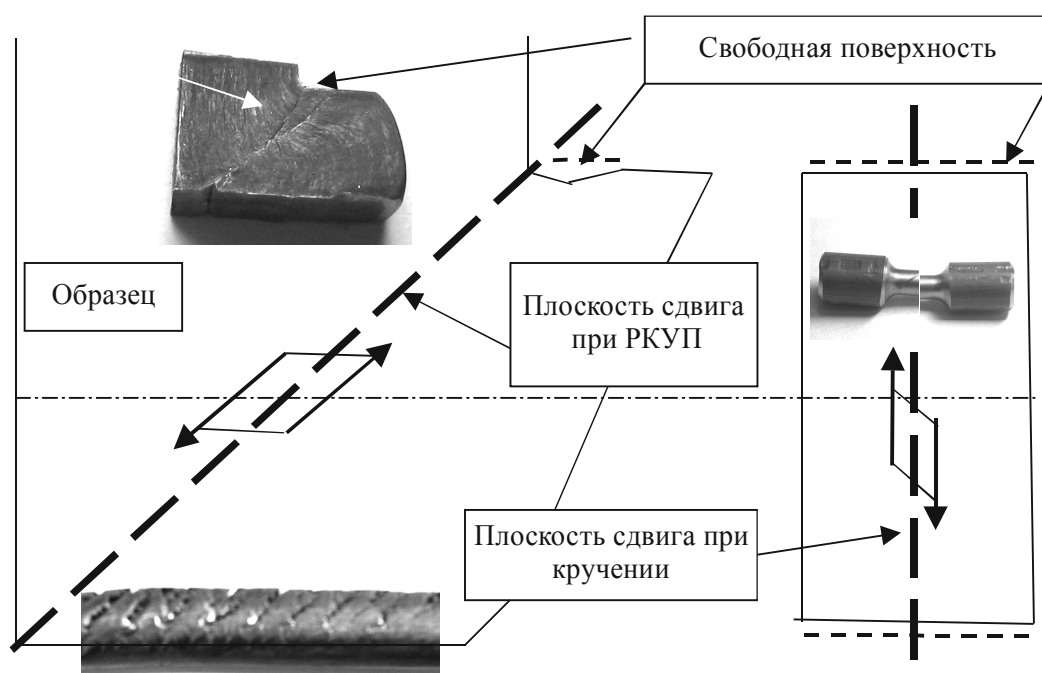 Свободная поверхность
Образец
Плоскость сдвига
при РКУП
Плоскость сдвига при
кручении